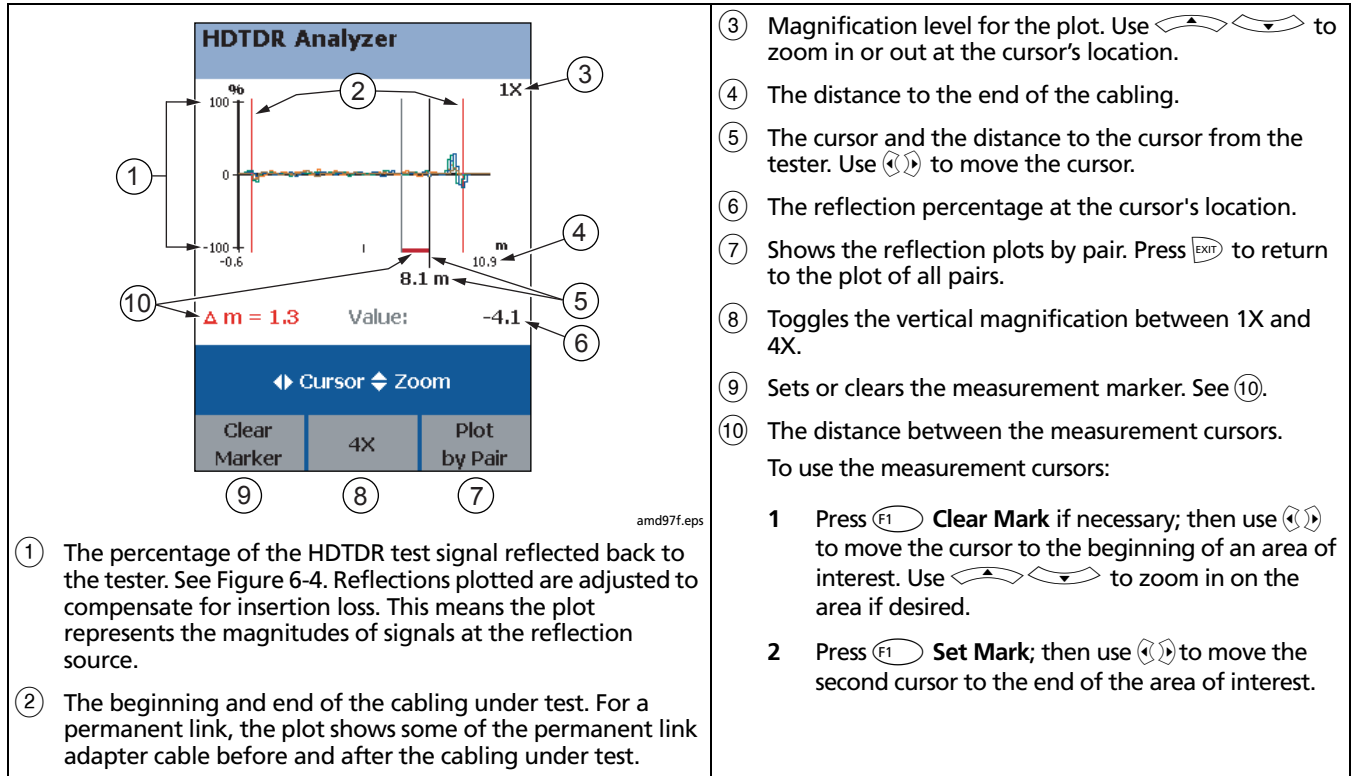 HDTDR Analyzer
1X
3
2
%
100
1
0
-100
-0.6
m
10.9
4
8.1 m
5
10
Δ m = 1.3 Value: -4.1
6
Cursor Zoom
Clear
Marker
4X
Plot
by Pair
9 8 7
amd97f.eps
1 The percentage of the HDTDR test signal reflected back to
the tester. See Figure 6-4. Reflections plotted are adjusted to
compensate for insertion loss. This means the plot
represents the magnitudes of signals at the reflection
source.
2 The beginning and end of the cabling under test. For a
permanent link, the plot shows some of the permanent link
adapter cable before and after the cabling under test.
3 Magnification level for the plot. Use to
zoom in or out at the cursor’s location.
4 The distance to the end of the cabling.
5 The cursor and the distance to the cursor from the
tester. Use to move the cursor.
6 The reflection percentage at the cursor's location.
7 Shows the reflection plots by pair. Press EXIT to return
to the plot of all pairs.
8 Toggles the vertical magnification between 1X and
4X.
9 Sets or clears the measurement marker. See 10.
10 The distance between the measurement cursors.
To use the measurement cursors:
1 Press F1 Clear Mark if necessary; then use
to move the cursor to the beginning of an area of
interest. Use to zoom in on the
area if desired.
2 Press F1 Set Mark; then use to move the
second cursor to the end of the area of interest.